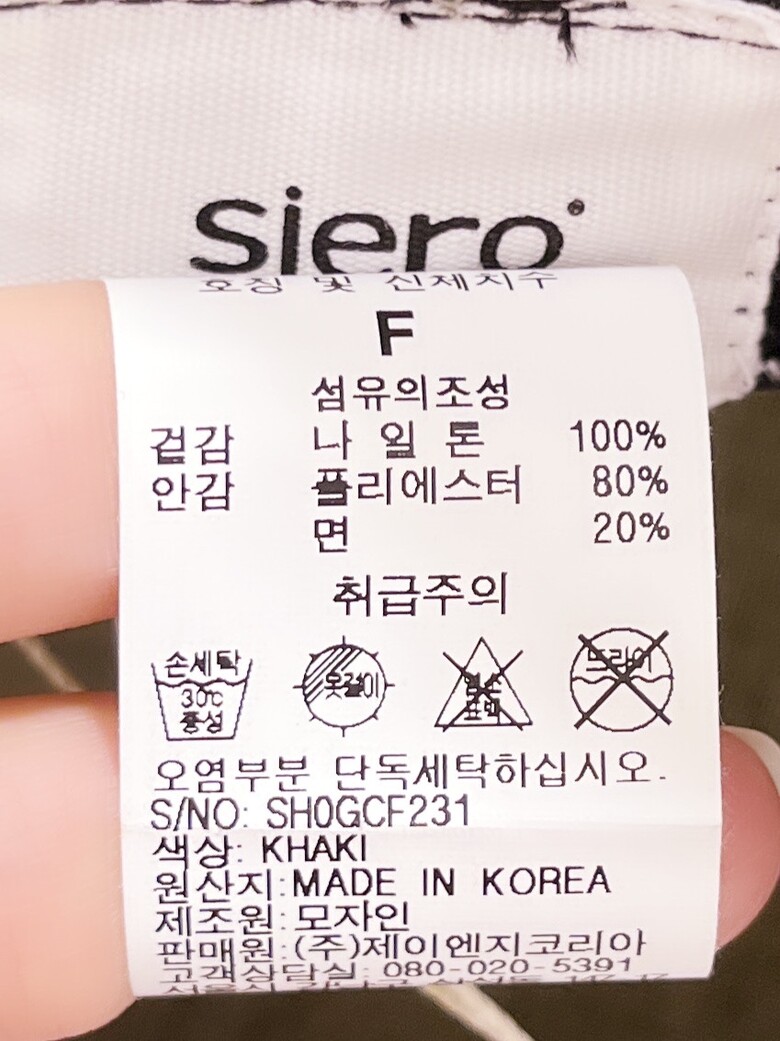 siero
호칭 및 신체치수
F
섬유의조성
겉감 나 일 론 100%
안감 폴리에스터 80%
면 20%
취급주의
손세탁 30℃ 중성
옷걸이
염소 표백
드라이
오염부분 단독세탁하십시오.
S/NO: SH0GCF231
색상: KHAKI
원산지:MADE IN KOREA
제조원:모자인
판매원:(주)제이엔지코리아
고객상담실: 080-020-5391